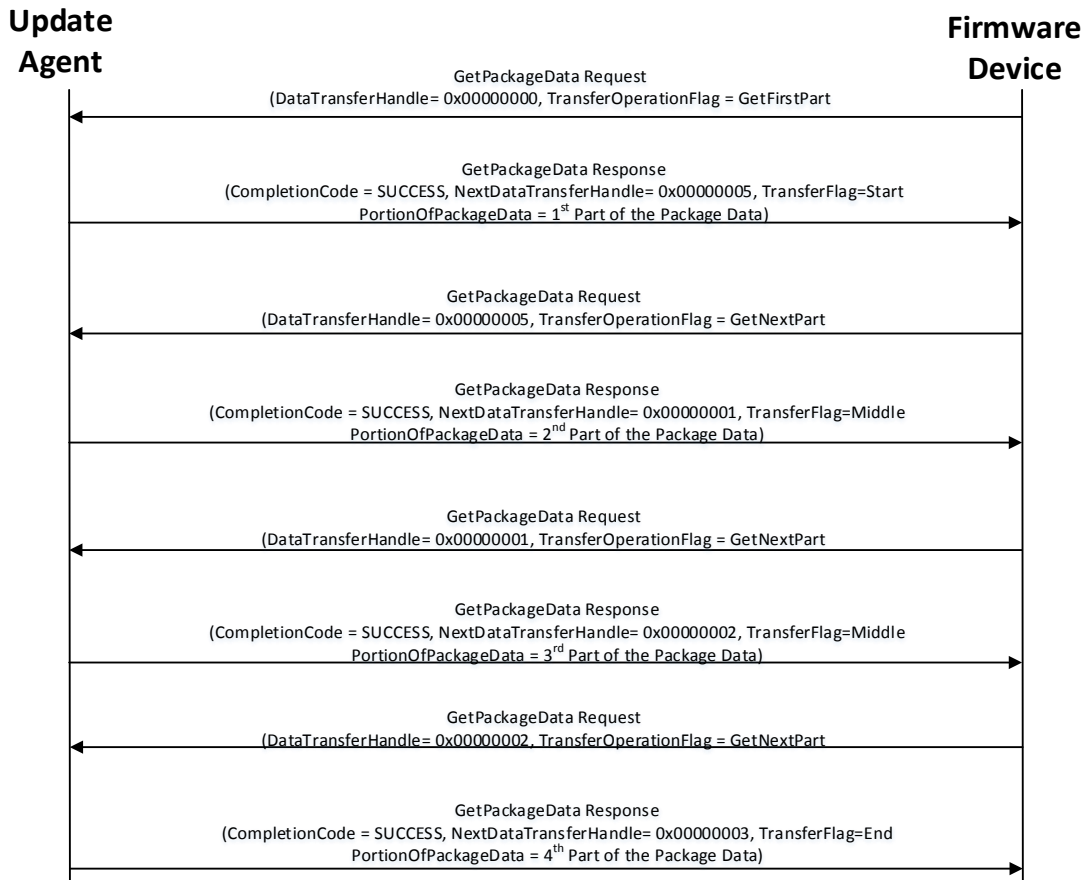 Update
Agent
Firmware
Device
GetPackageData Request
(DataTransferHandle= 0x00000000, TransferOperationFlag = GetFirstPart
GetPackageData Response
(CompletionCode = SUCCESS, NextDataTransferHandle= 0x00000005, TransferFlag=Start
PortionOfPackageData = 1st Part of the Package Data)
GetPackageData Request
(DataTransferHandle= 0x00000005, TransferOperationFlag = GetNextPart
GetPackageData Response
(CompletionCode = SUCCESS, NextDataTransferHandle= 0x00000001, TransferFlag=Middle
PortionOfPackageData = 2nd Part of the Package Data)
GetPackageData Request
(DataTransferHandle= 0x00000001, TransferOperationFlag = GetNextPart
GetPackageData Response
(CompletionCode = SUCCESS, NextDataTransferHandle= 0x00000002, TransferFlag=Middle
PortionOfPackageData = 3rd Part of the Package Data)
GetPackageData Request
(DataTransferHandle= 0x00000002, TransferOperationFlag = GetNextPart
GetPackageData Response
(CompletionCode = SUCCESS, NextDataTransferHandle= 0x00000003, TransferFlag=End
PortionOfPackageData = 4th Part of the Package Data)